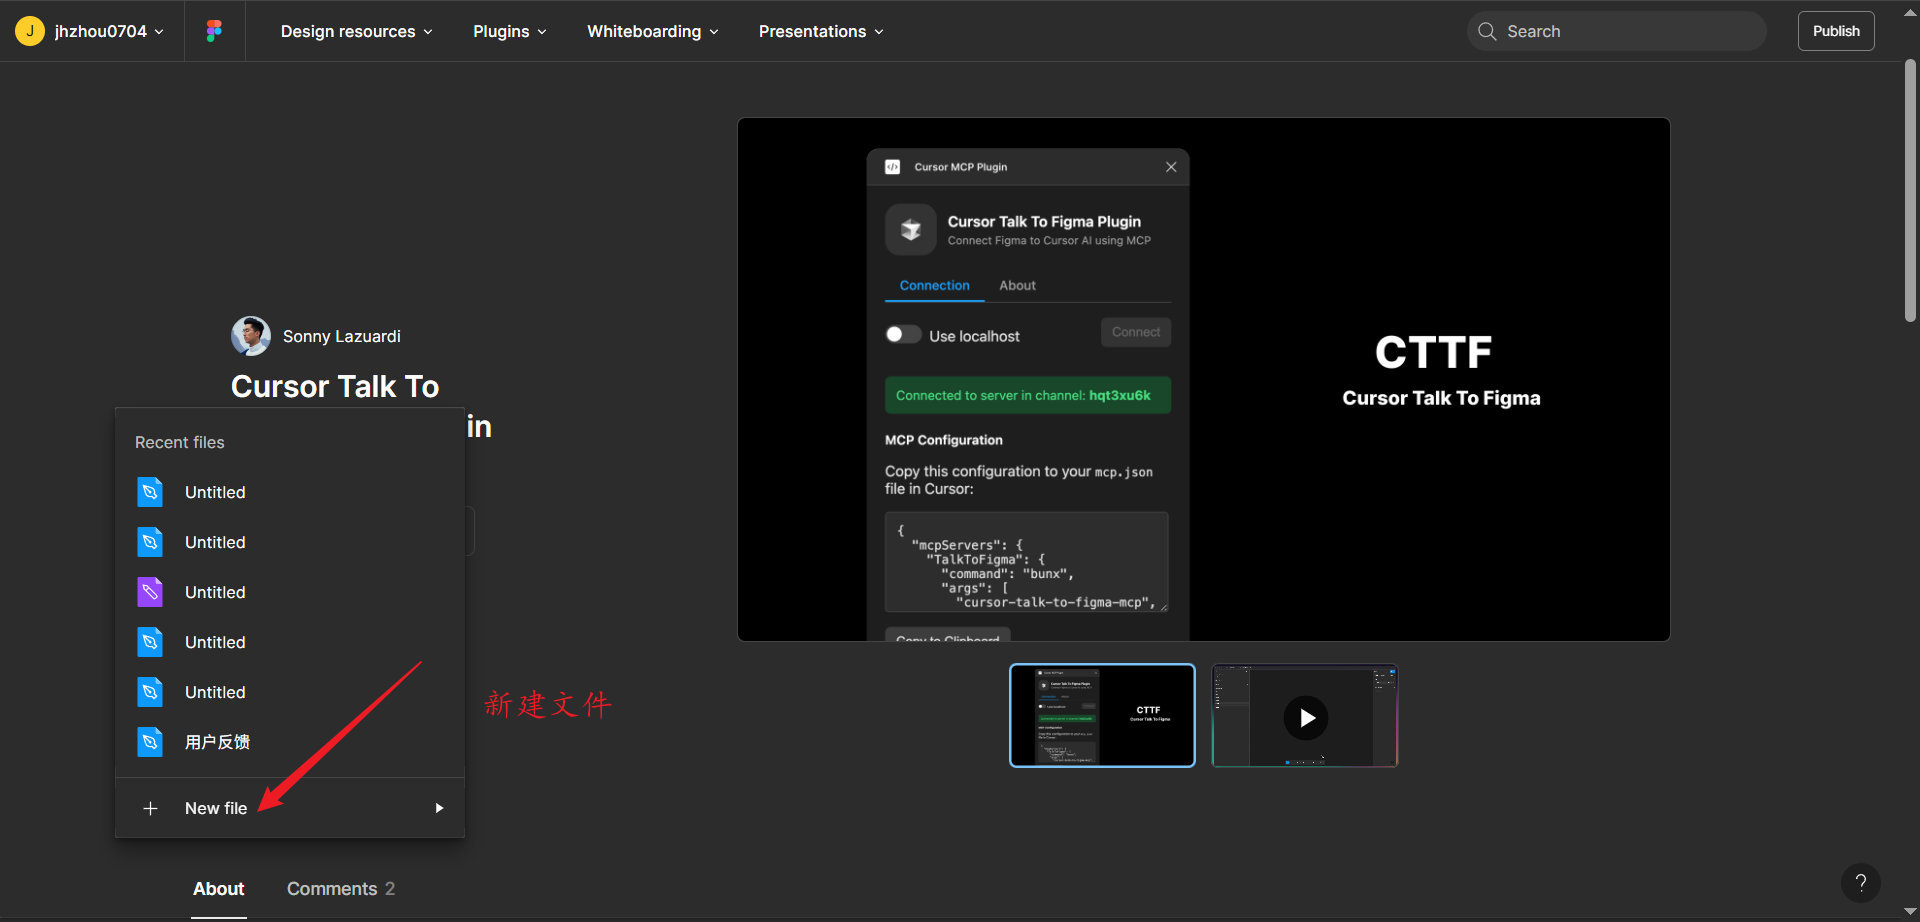 J jhzhou0704
Design resources
Plugins
Whiteboarding
Presentations
Search
Publish
Sonny Lazuardi
Cursor Talk To
in
Recent files
Untitled
Untitled
Untitled
Untitled
Untitled
用户反馈
New file
新建文件
About
Comments 2
Cursor MCP Plugin
Cursor Talk To Figma Plugin
Connect Figma to Cursor AI using MCP
Connection
About
Use localhost
Connect
Connected to server in channel: hqt3xu6k
MCP Configuration
Copy this configuration to your mcp.json
file in Cursor:
{
"mcpServers": {
"TalkToFigma": {
"command": "bunx",
"args": [
"cursor-talk-to-figma-mcp",
Copy to Clipboard
CTTF
Cursor Talk To Figma
CTTF
Cursor Talk To Figma
?